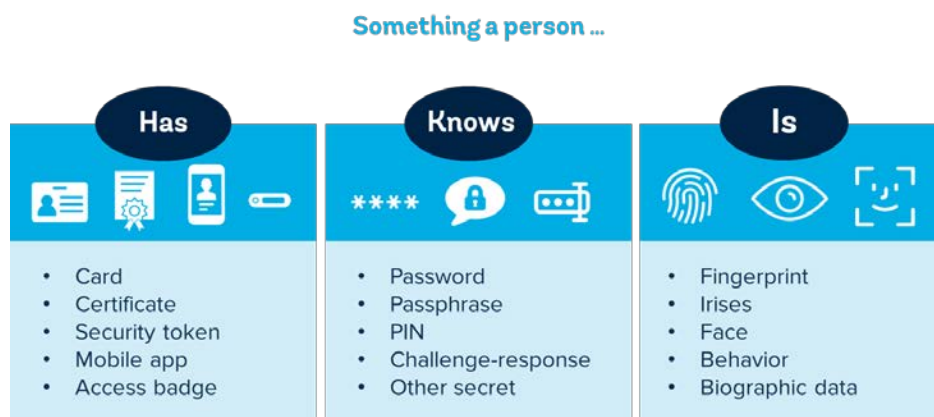 Something a person ...
Has
• Card
• Certificate
• Security token
• Mobile app
• Access badge
Knows
****
• Password
• Passphrase
• PIN
• Challenge-response
• Other secret
Is
• Fingerprint
• Irises
• Face
• Behavior
• Biographic data